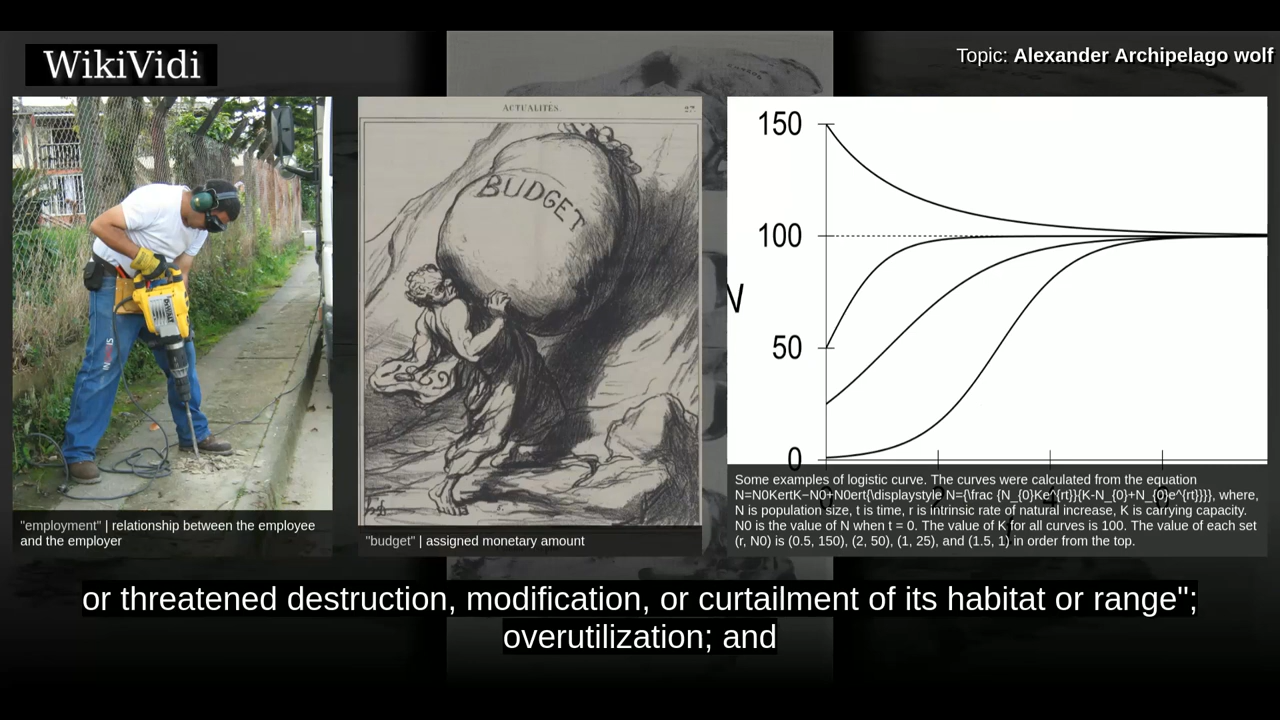 WikiVidi
Topic: Alexander Archipelago wolf
ACTUALITÉS.
BUDGET
150
100
50
0
N
"employment" | relationship between the employee
and the employer
"budget" | assigned monetary amount
Some examples of logistic curve. The curves were calculated from the equation
N=N0KertK−N0+N0ert{\displaystyle N={\frac {N_{0}Ke^{rt}}{K-N_{0}+N_{0}e^{rt}}}}, where,
N is population size, t is time, r is intrinsic rate of natural increase, K is carrying capacity.
N0 is the value of N when t = 0. The value of K for all curves is 100. The value of each set
(r, N0) is (0.5, 150), (2, 50), (1, 25), and (1.5, 1) in order from the top.
or threatened destruction, modification, or curtailment of its habitat or range";
overutilization; and